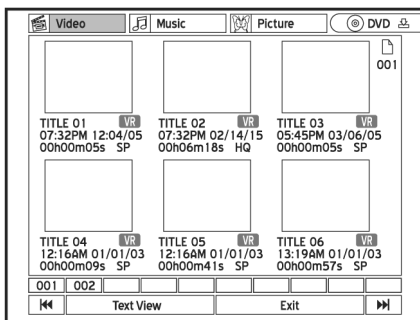 Video Music Picture DVD
001
TITLE 01 VR TITLE 02 VR TITLE 03 VR
07:32PM 12:04/05 07:32PM 02/14/15 05:45PM 03/06/05
00h00m05s SP 00h06m18s HQ 00h00m05s SP
TITLE 04 VR TITLE 05 VR TITLE 06 VR
12:16AM 01/01/03 12:16AM 01/01/03 13:19AM 01/01/03
00h00m09s SP 00h00m41s SP 00h00m57s SP
001 002
Text View Exit